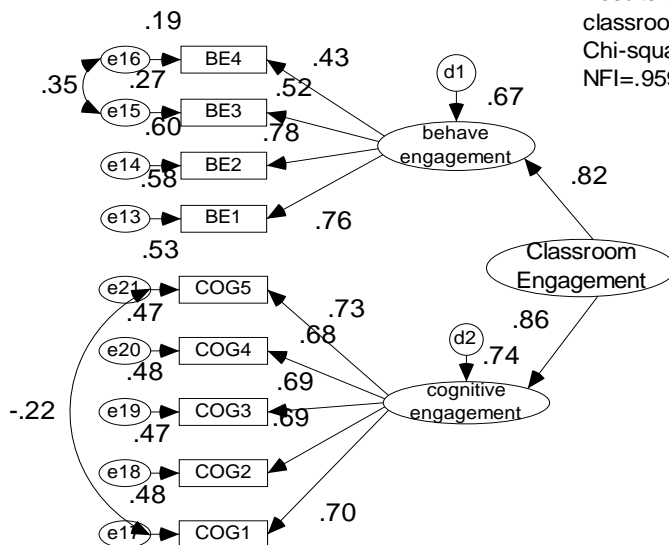 classroo
Chi-squa
NFI=.959
.19
e16
BE4
.43
.27
.52
d1
.67
.35
e15
BE3
.60
.78
behave
engagement
e14
BE2
.58
.82
e13
BE1
.76
.53
Classroom
Engagement
e21
COG5
.47
.73
.68
.86
d2
.74
e20
COG4
.48
.69
cognitive
engagement
-.22
e19
COG3
.69
.47
e18
COG2
.48
.70
e17
COG1